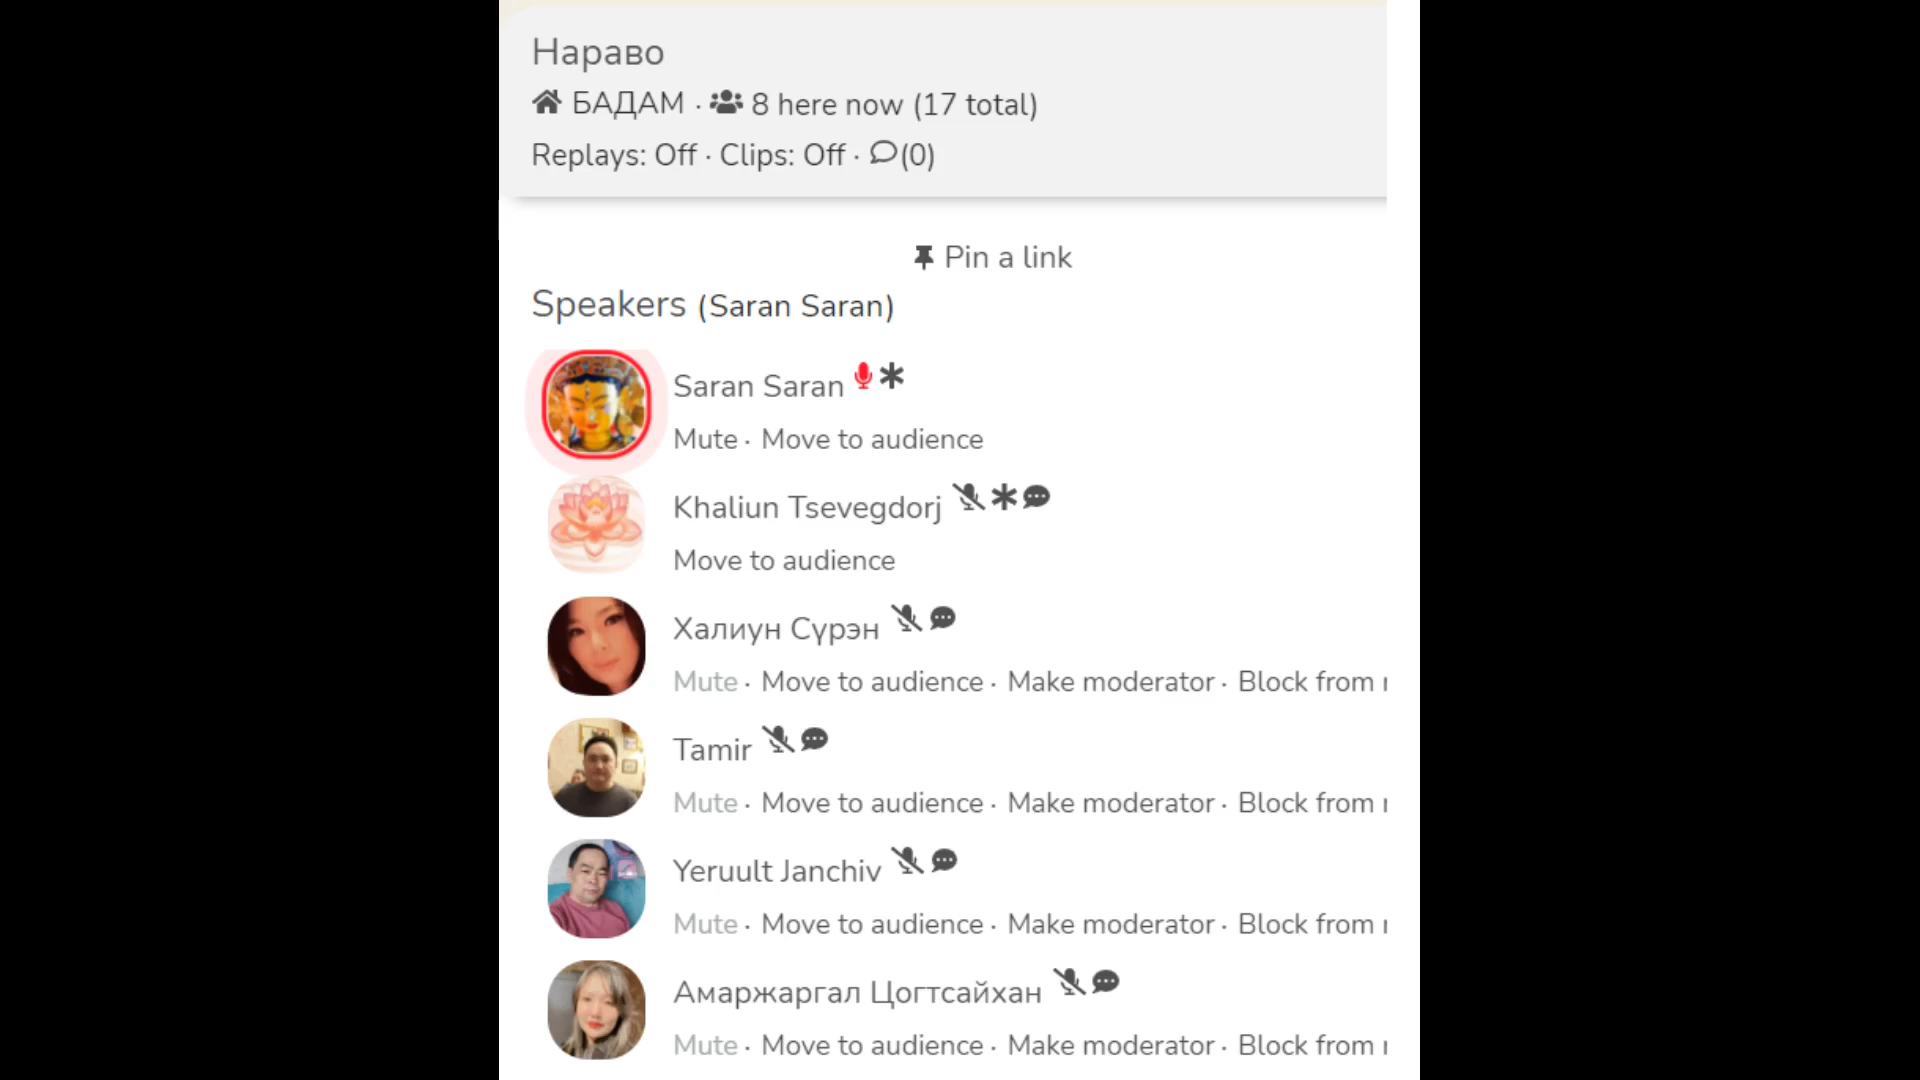 Нараво
БАДАМ · 8 here now (17 total)
Replays: Off · Clips: Off · (0)
Pin a link
Speakers (Saran Saran)
Saran Saran
Mute · Move to audience
Khaliun Tsevegdorj
Move to audience
Халиун Сүрэн
Mute · Move to audience · Make moderator · Block from
Tamir
Mute · Move to audience · Make moderator · Block from
Yeruult Janchiv
Mute · Move to audience · Make moderator · Block from
Амаржаргал Цогтсайхан
Mute · Move to audience · Make moderator · Block from